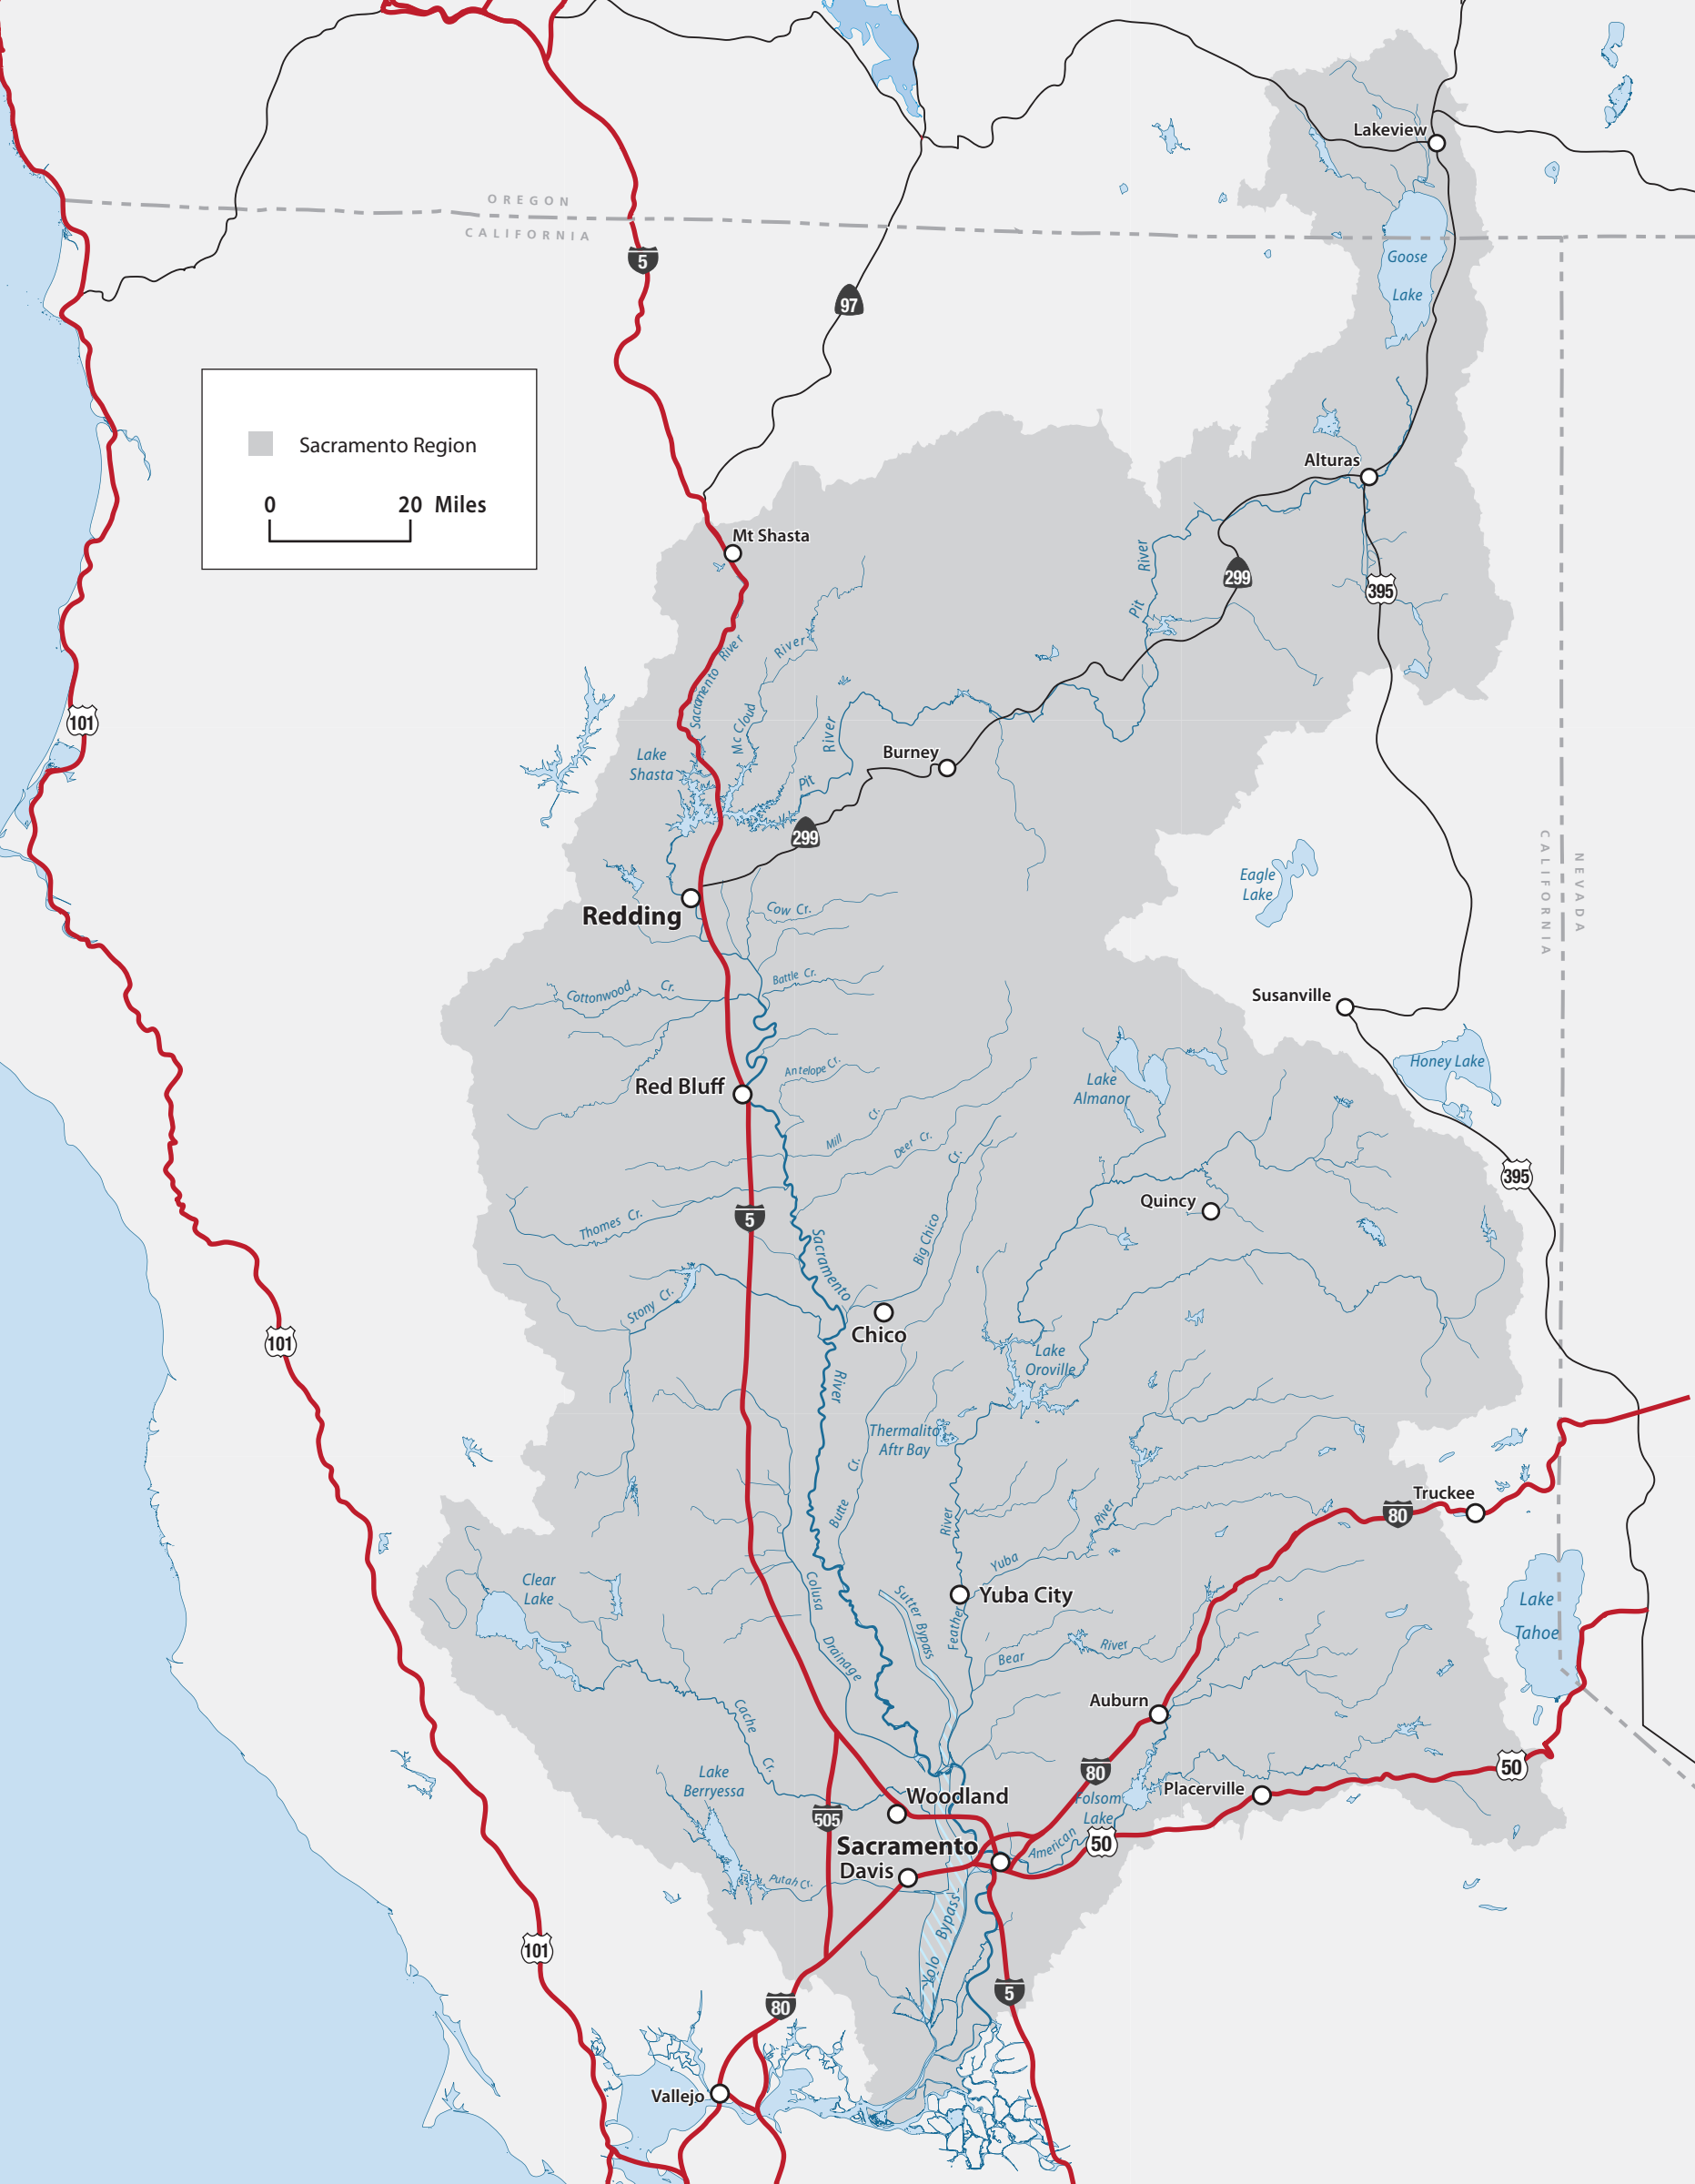 Lakeview
OREGON
CALIFORNIA
5
Goose
Lake
97
Sacramento Region
0 20 Miles
Alturas
Mt Shasta
River
Pit
299
395
Sacramento River
River
Mc Cloud
101
River
Pit
Lake
Shasta
Burney
299
CALIFORNIA
NEVADA
Eagle
Lake
Redding
Cow Cr.
Battle Cr.
Cottonwood Cr.
Susanville
Honey Lake
Antelope Cr.
Red Bluff
Lake
Almanor
Mill Cr.
Deer Cr.
Cr.
Big Chico
395
Quincy
Thomes Cr.
5
Sacramento
River
Stony Cr.
Chico
101
Lake
Oroville
Thermalito
Aftr Bay
Cr.
Butte
Truckee
80
River
Feather
River
Yuba
Clear
Lake
Yuba City
Colusa
Drainage
Sutter Bypass
Lake
Tahoe
Bear River
Auburn
Cache
Cr.
80
50
Lake
Berryessa
Placerville
Woodland
Folsom
Lake
505
50
Sacramento
American
Davis
Putah Cr.
Yolo Bypass
101
5
80
Vallejo